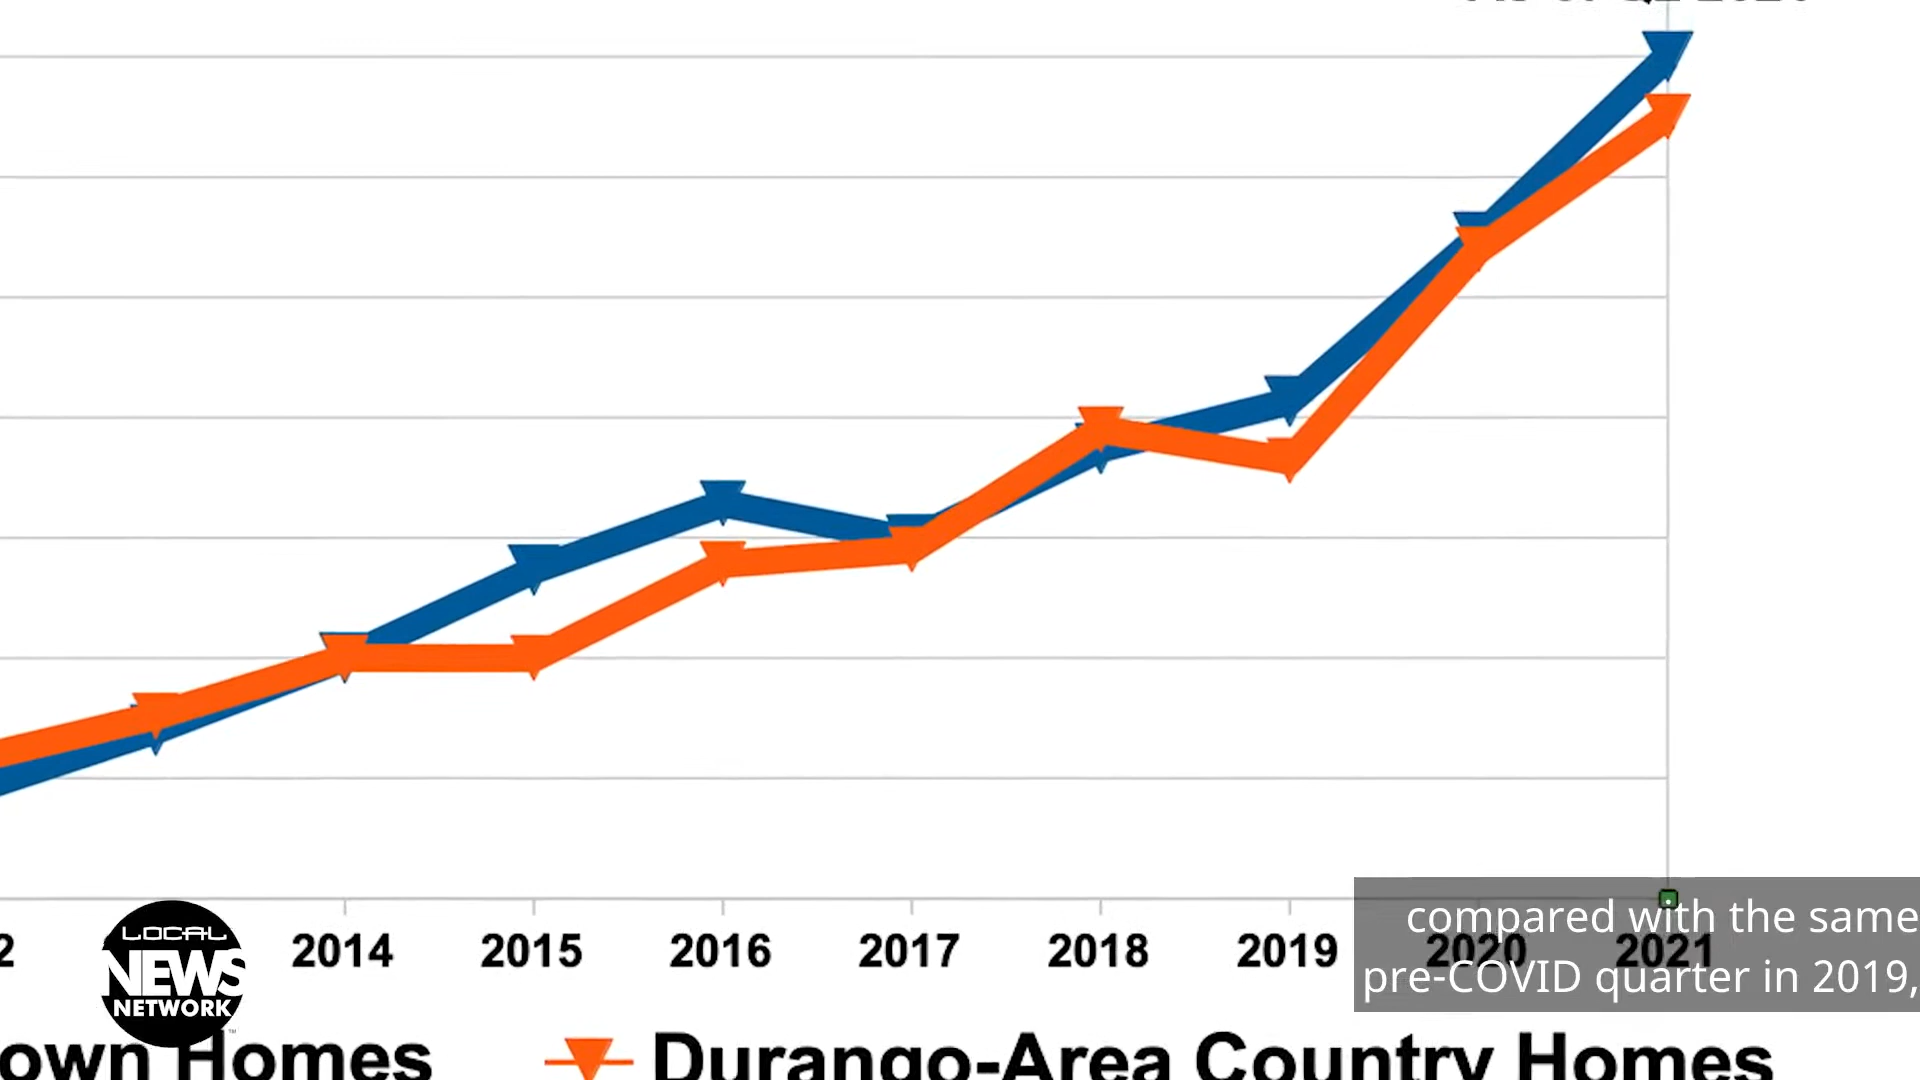 2
2014
2015
2016
2017
2018
2019
2020
2021
compared with the same
pre-COVID quarter in 2019,
LOCAL
NEWS
NETWORK
™
own Homes
Durango-Area Country Homes